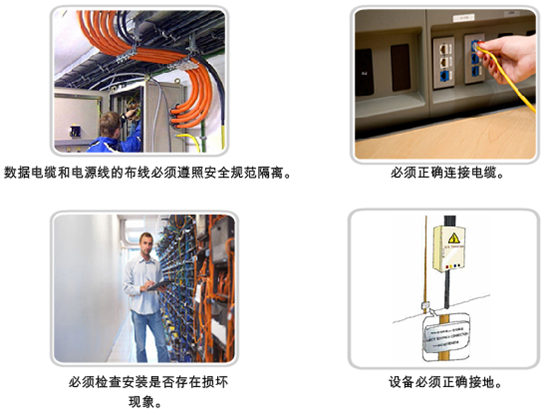 数据电缆和电源线的布线必须遵照安全规范隔离。
必须正确连接电缆。
必须检查安装是否存在损坏
现象。
设备必须正确接地。